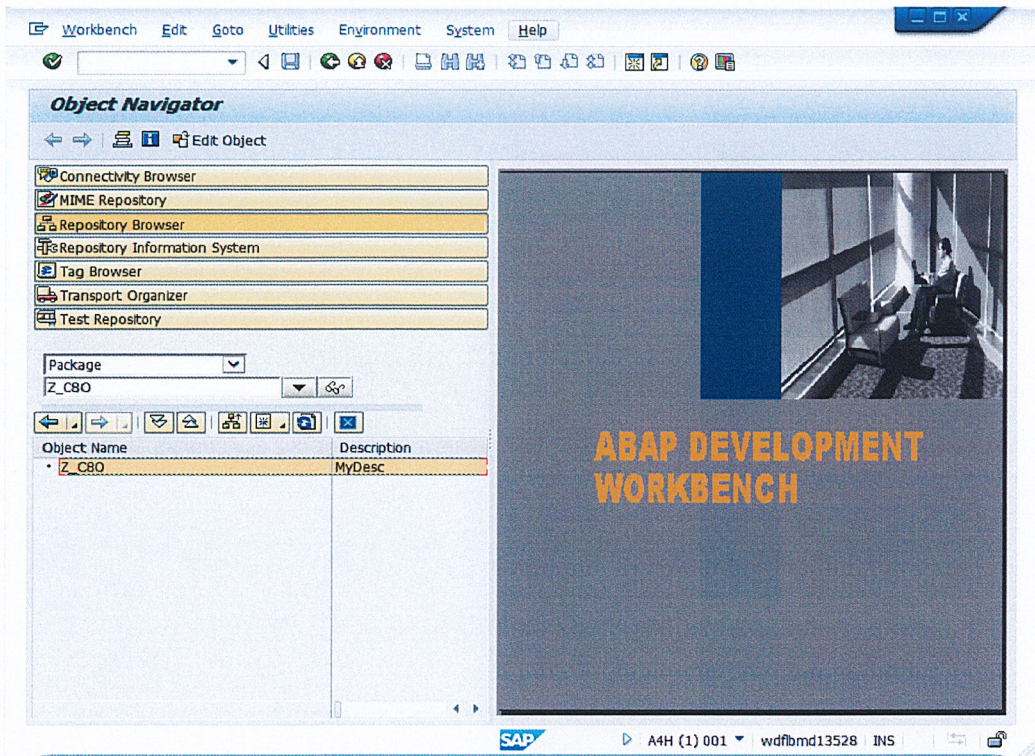 Workbench Edit Goto Utilities Environment System Help
Object Navigator
Edit Object
Connectivity Browser
MIME Repository
Repository Browser
Repository Information System
Tag Browser
Transport Organizer
Test Repository
Package
Z_C8O
Object Name Description
Z_C8O MyDesc
ABAP DEVELOPMENT
WORKBENCH
SAP A4H (1) 001 wdflbmd13528 INS